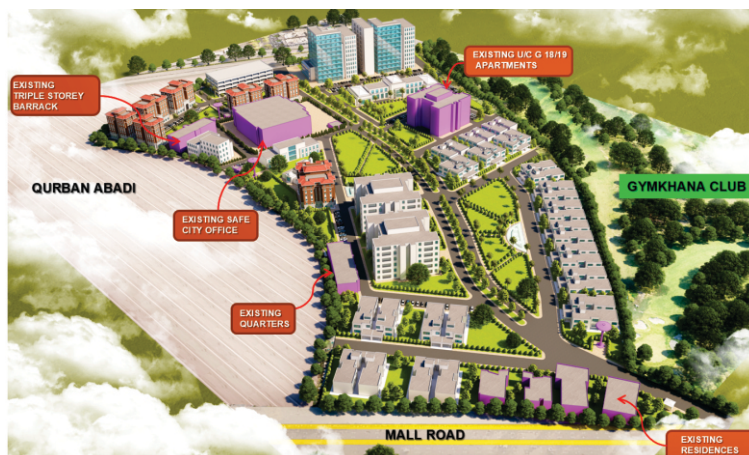 EXISTING U/C G 18/19
APARTMENTS
EXISTING
TRIPLE STOREY
BARRACK
QURBAN ABADI
GYMKHANA CLUB
EXISTING SAFE
CITY OFFICE
EXISTING
QUARTERS
MALL ROAD
EXISTING
RESIDENCES